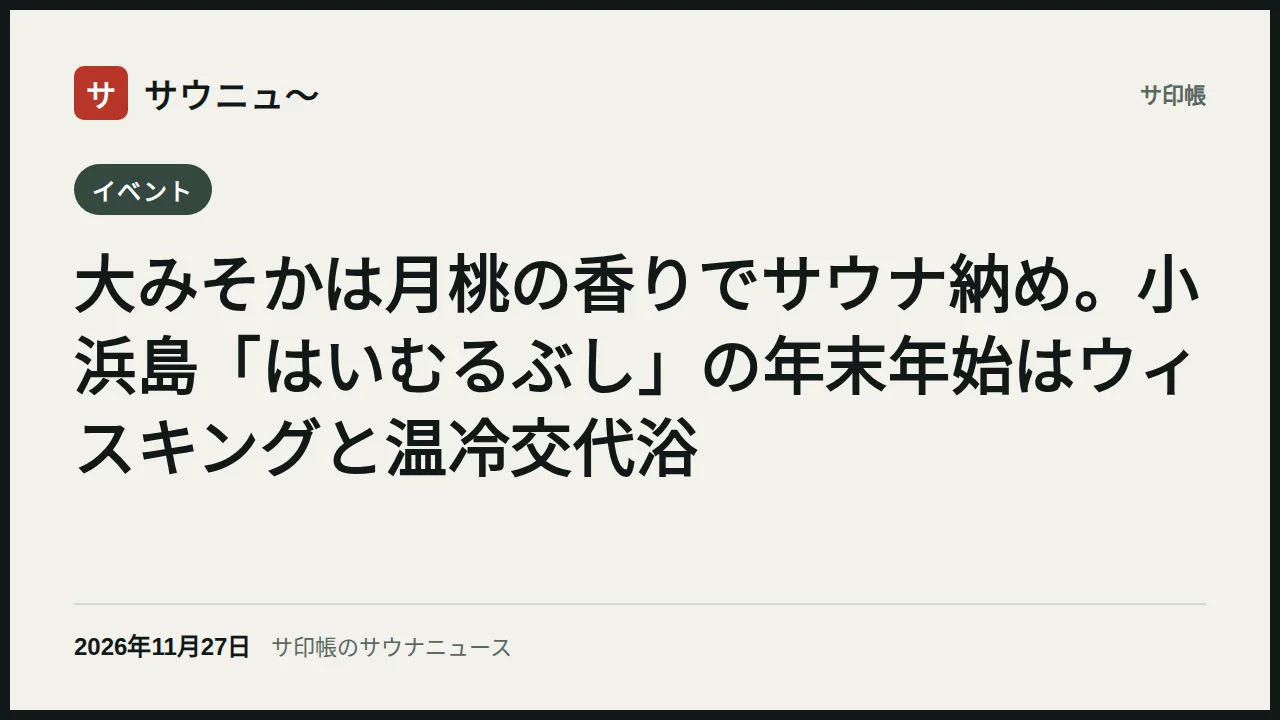 サ サウニュ〜
サ印帳
イベント
大みそかは月桃の香りでサウナ納め。小
浜島「はいむるぶし」の年末年始はウィ
スキングと温冷交代浴
2026年11月27日 サ印帳のサウナニュース